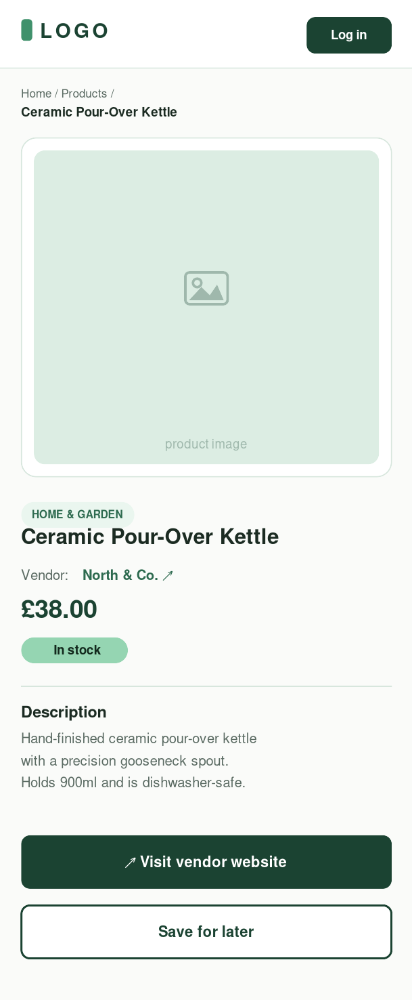 LOGO
Log in
Home / Products /
Ceramic Pour-Over Kettle
product image
HOME & GARDEN
Ceramic Pour-Over Kettle
Vendor: North & Co. ↗
£38.00
In stock
Description
Hand-finished ceramic pour-over kettle
with a precision gooseneck spout.
Holds 900ml and is dishwasher-safe.
↗ Visit vendor website
Save for later